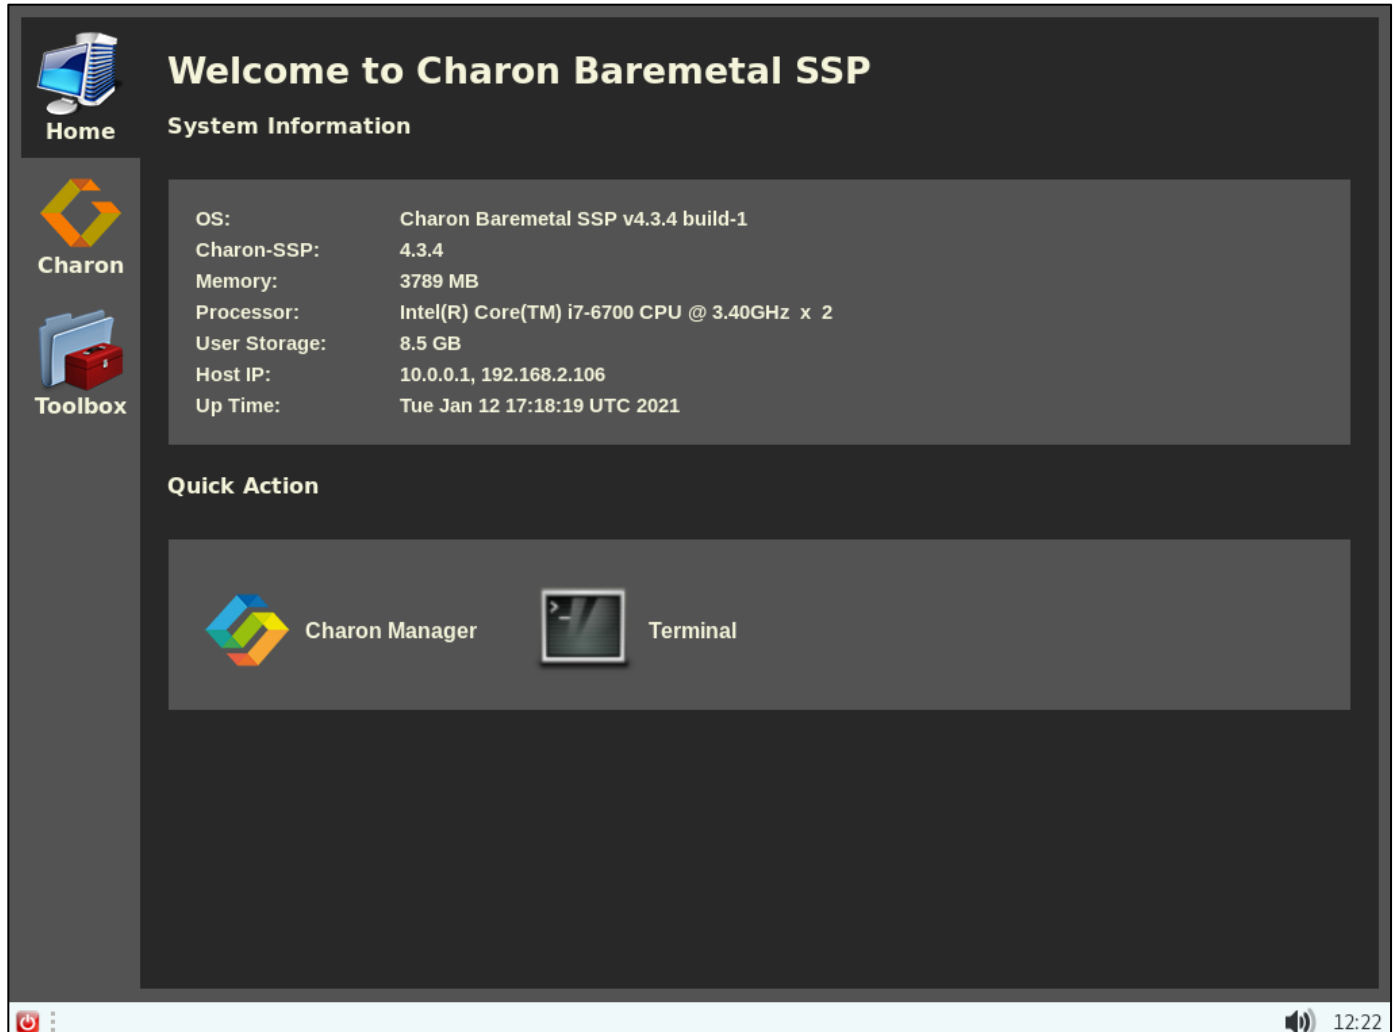 Welcome to Charon Baremetal SSP
Home
System Information
OS: Charon Baremetal SSP v4.3.4 build-1
Charon-SSP: 4.3.4
Charon
Memory: 3789 MB
Processor: Intel(R) Core(TM) i7-6700 CPU @ 3.40GHz x 2
User Storage: 8.5 GB
Host IP: 10.0.0.1, 192.168.2.106
Toolbox
Up Time: Tue Jan 12 17:18:19 UTC 2021
Quick Action
Charon Manager
Terminal
12:22